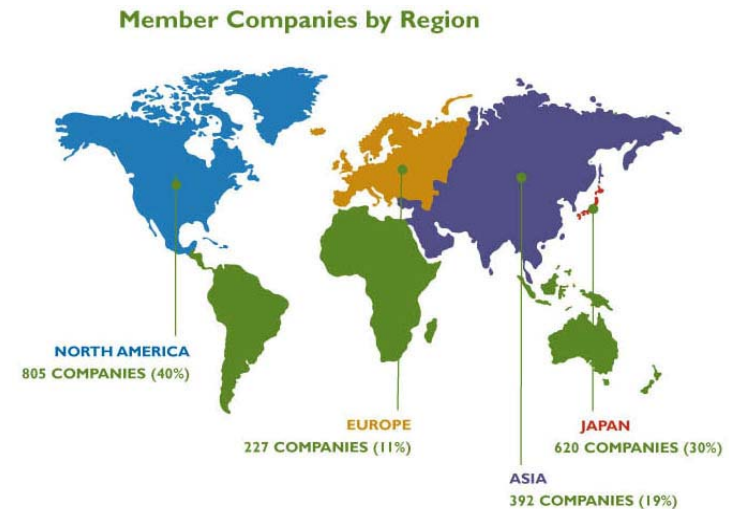 Member Companies by Region
NORTH AMERICA
805 COMPANIES (40%)
EUROPE
227 COMPANIES (11%)
JAPAN
620 COMPANIES (30%)
ASIA
392 COMPANIES (19%)